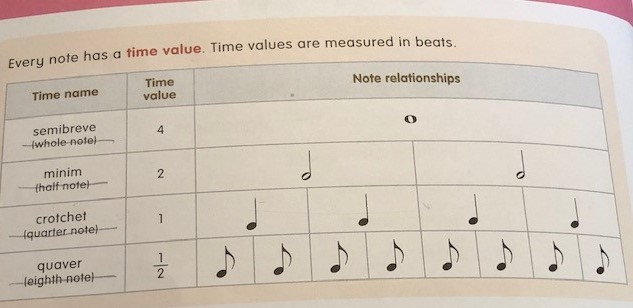 Every note has a time value. Time values are measured in beats.
Time name
Time
value
Note relationships
semibreve
(whole note)
4
minim
(half note)
2
crotchet
(quarter note)
1
quaver
(eighth note)
1
2